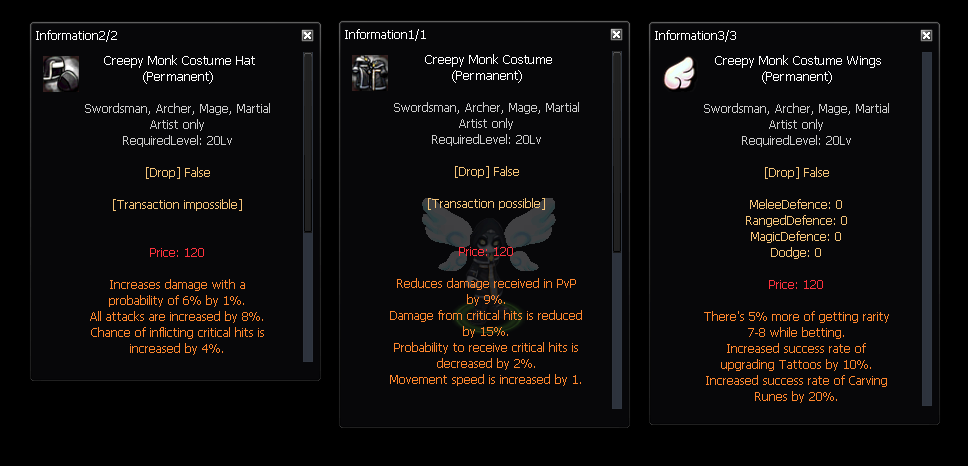 Information2/2
Creepy Monk Costume Hat
(Permanent)
Swordsman, Archer, Mage, Martial
Artist only
RequiredLevel: 20Lv
[Drop] False
[Transaction impossible]
Price: 120
Increases damage with a
probability of 6% by 1%.
All attacks are increased by 8%.
Chance of inflicting critical hits is
increased by 4%.
Information1/1
Creepy Monk Costume
(Permanent)
Swordsman, Archer, Mage, Martial
Artist only
RequiredLevel: 20Lv
[Drop] False
[Transaction possible]
Price: 120
Reduces damage received in PvP
by 9%.
Damage from critical hits is reduced
by 15%.
Probability to receive critical hits is
decreased by 2%.
Movement speed is increased by 1.
Information3/3
Creepy Monk Costume Wings
(Permanent)
Swordsman, Archer, Mage, Martial
Artist only
RequiredLevel: 20Lv
[Drop] False
MeleeDefence: 0
RangedDefence: 0
MagicDefence: 0
Dodge: 0
Price: 120
There's 5% more of getting rarity
7-8 while betting.
Increased success rate of
upgrading Tattoos by 10%.
Increased success rate of Carving
Runes by 20%.